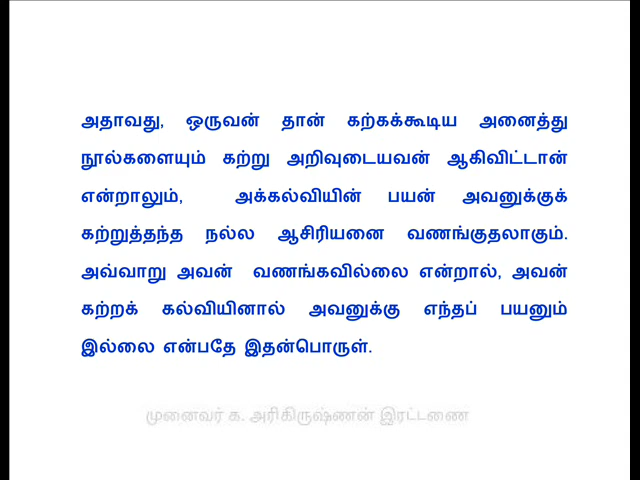 அதாவது, ஒருவன் தான் கற்கக்கூடிய அனைத்து
நூல்களையும் கற்று அறிவுடையவன் ஆகிவிட்டான்
என்றாலும், அக்கல்வியின் பயன் அவனுக்குக்
கற்றுத்தந்த நல்ல ஆசிரியனை வணங்குதலாகும்.
அவ்வாறு அவன் வணங்கவில்லை என்றால், அவன்
கற்றக் கல்வியினால் அவனுக்கு எந்தப் பயனும்
இல்லை என்பதே இதன்பொருள்.
முனைவர் க. அரிகிருஷ்ணன் இரட்டணை